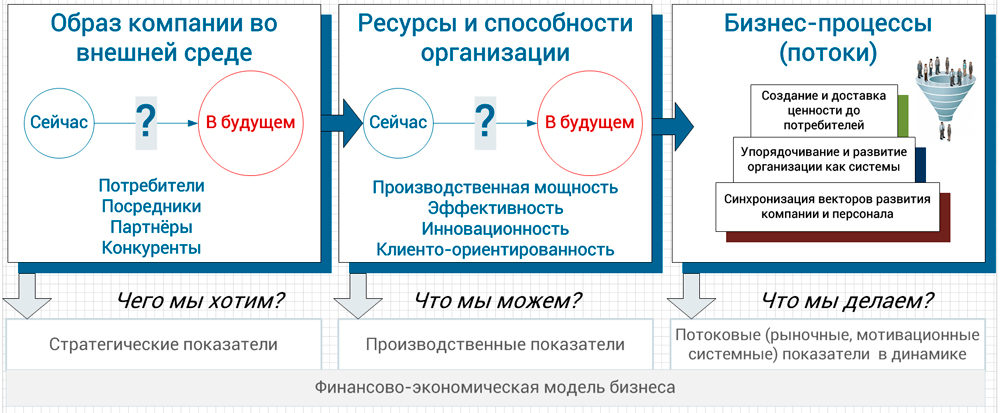 Образ компании во
внешней среде
Сейчас
?
В будущем
Потребители
Посредники
Партнёры
Конкуренты
Ресурсы и способности
организации
Сейчас
?
В будущем
Производственная мощность
Эффективность
Инновационность
Клиенто-ориентированность
Бизнес-процессы
(потоки)
Создание и доставка
ценности до
потребителей
Упорядочивание и развитие
организации как системы
Синхронизация векторов развития
компании и персонала
Чего мы хотим?
Что мы можем?
Что мы делаем?
Стратегические показатели
Производственные показатели
Потоковые (рыночные, мотивационные
системные) показатели в динамике
Финансово-экономическая модель бизнеса